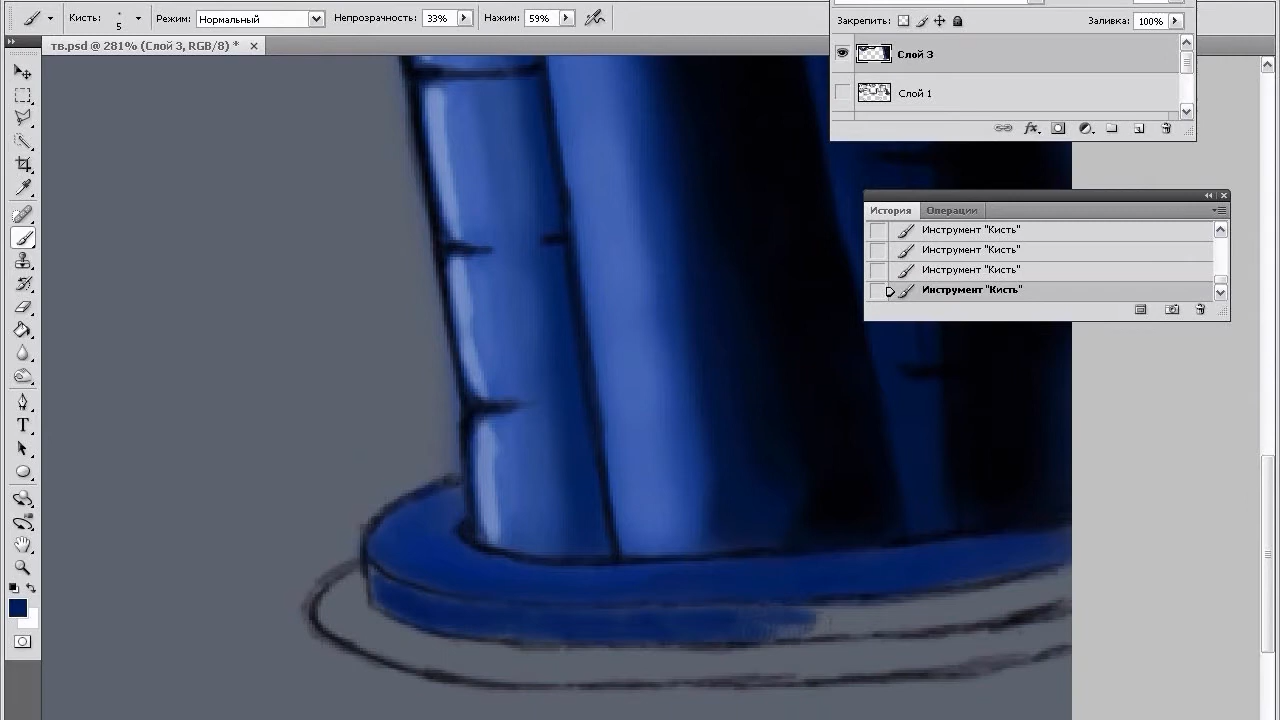 Кисть: 5 Режим: Нормальный Непрозрачность: 33% Нажим: 59%
Закрепить: Заливка: 100%
тв.psd @ 281% (Слой 3, RGB/8) *
Слой 3
Слой 1
fx
История Операции
Инструмент "Кисть"
Инструмент "Кисть"
Инструмент "Кисть"
Инструмент "Кисть"
T